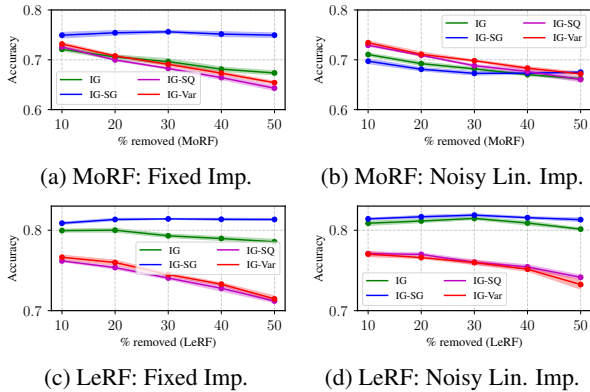 0.8
0.7
0.6
Accuracy
IG
IG-SG
IG-SQ
IG-Var
10 20 30 40 50
% removed (MoRF)
(a) MoRF: Fixed Imp.
0.8
0.7
0.6
Accuracy
IG
IG-SG
IG-SQ
IG-Var
10 20 30 40 50
% removed (MoRF)
(b) MoRF: Noisy Lin. Imp.
0.8
0.7
Accuracy
IG
IG-SG
IG-SQ
IG-Var
10 20 30 40 50
% removed (LeRF)
(c) LeRF: Fixed Imp.
0.8
0.7
Accuracy
IG
IG-SG
IG-SQ
IG-Var
10 20 30 40 50
% removed (LeRF)
(d) LeRF: Noisy Lin. Imp.